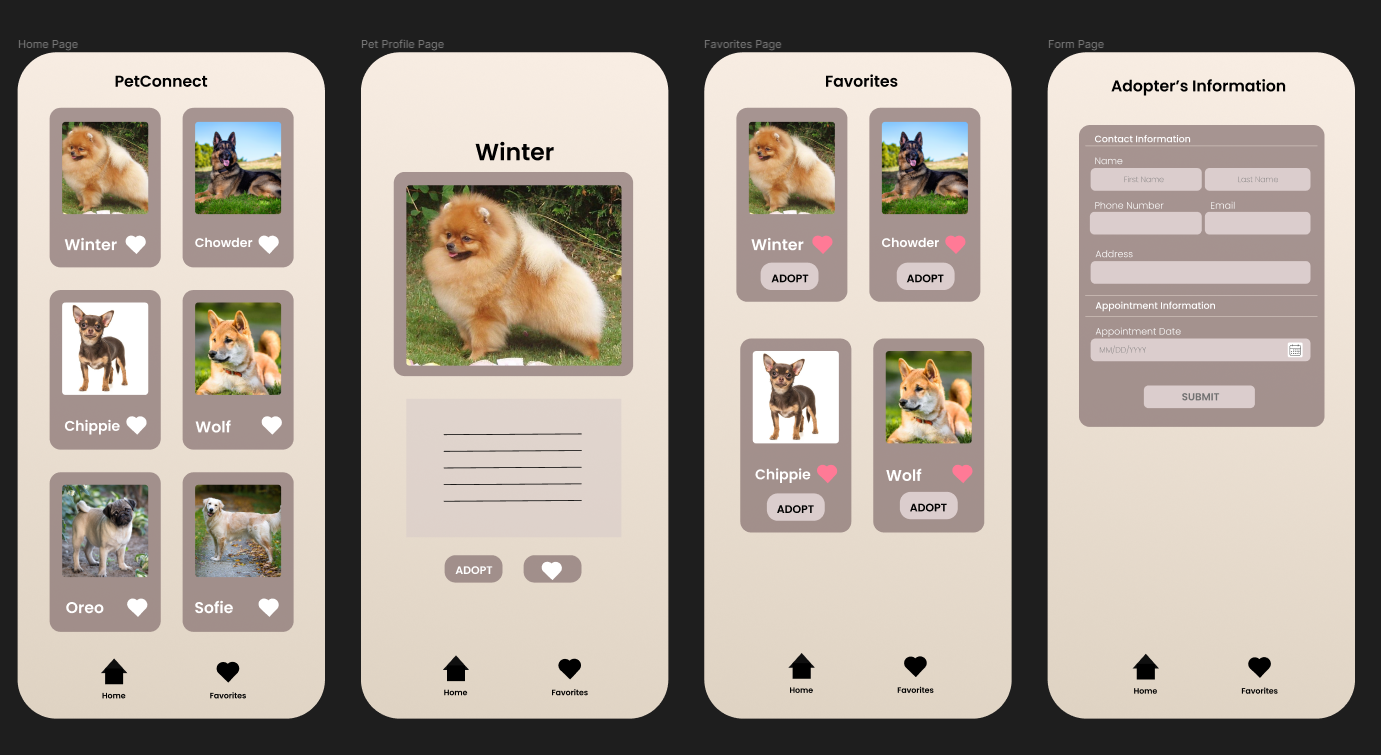 Home Page
PetConnect
Winter
Chowder
Chippie
Wolf
Oreo
Sofie
Home
Favorites
Pet Profile Page
Winter
ADOPT
Home
Favorites
Favorites Page
Favorites
Winter
Chowder
ADOPT
ADOPT
Chippie
Wolf
ADOPT
ADOPT
Home
Favorites
Form Page
Adopter's Information
Contact Information
Name
First Name
Last Name
Phone Number
Email
Address
Appointment Information
Appointment Date
MM/DD/YYYY
SUBMIT
Home
Favorites